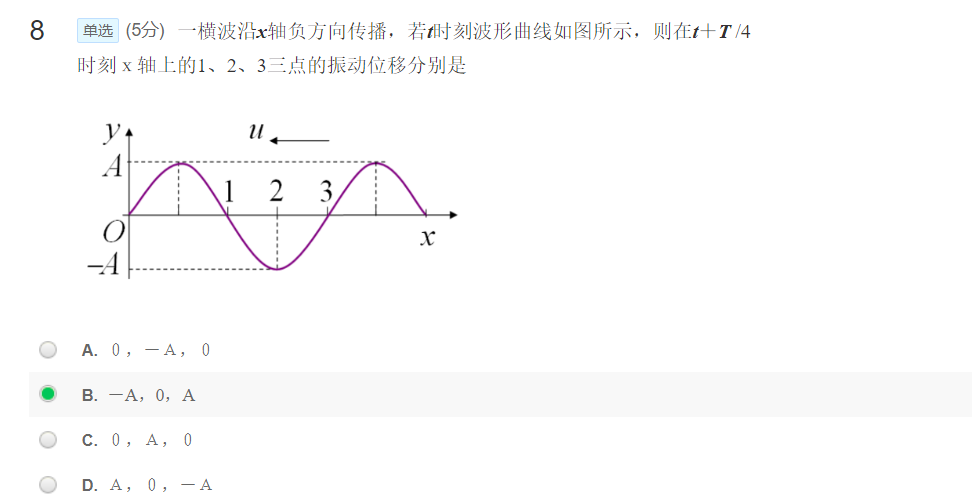 8 单选 (5分) 一横波沿x轴负方向传播，若t时刻波形曲线如图所示，则在t＋T /4
时刻 x 轴上的1、2、3三点的振动位移分别是
y
u
A
1 2 3
O
x
–A
A. 0 ，－ A， 0
B. －A，0，A
C. 0 ， A， 0
D. A， 0 ，－ A